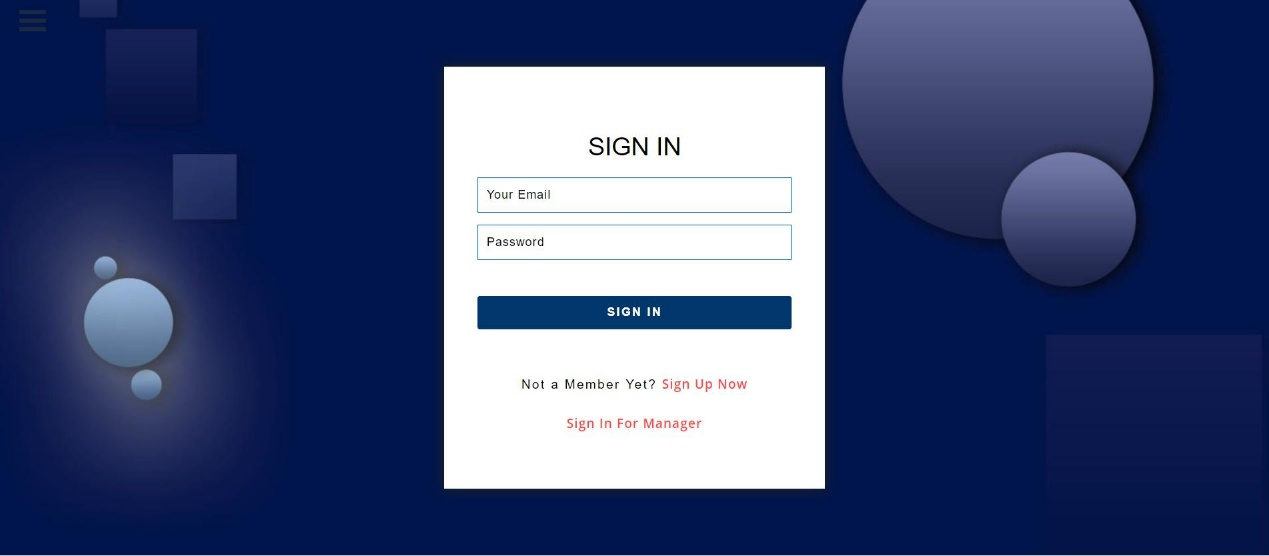 SIGN IN
Your Email
Password
SIGN IN
Not a Member Yet? Sign Up Now
Sign In For Manager